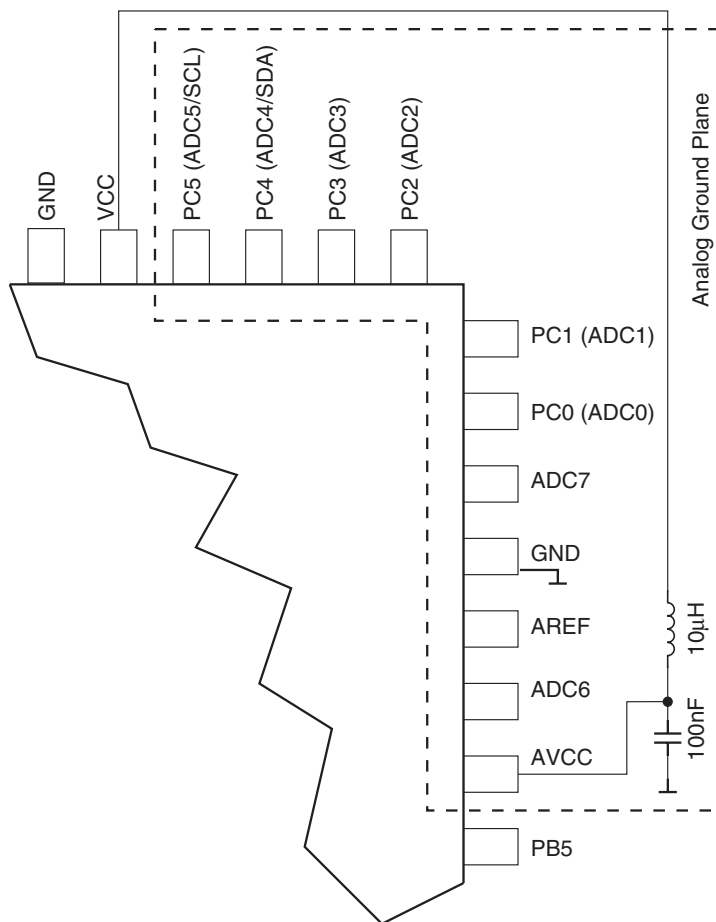 GND
VCC
PC5 (ADC5/SCL)
PC4 (ADC4/SDA)
PC3 (ADC3)
PC2 (ADC2)
Analog Ground Plane
PC1 (ADC1)
PC0 (ADC0)
ADC7
GND
AREF
ADC6
AVCC
PB5
10μH
100nF